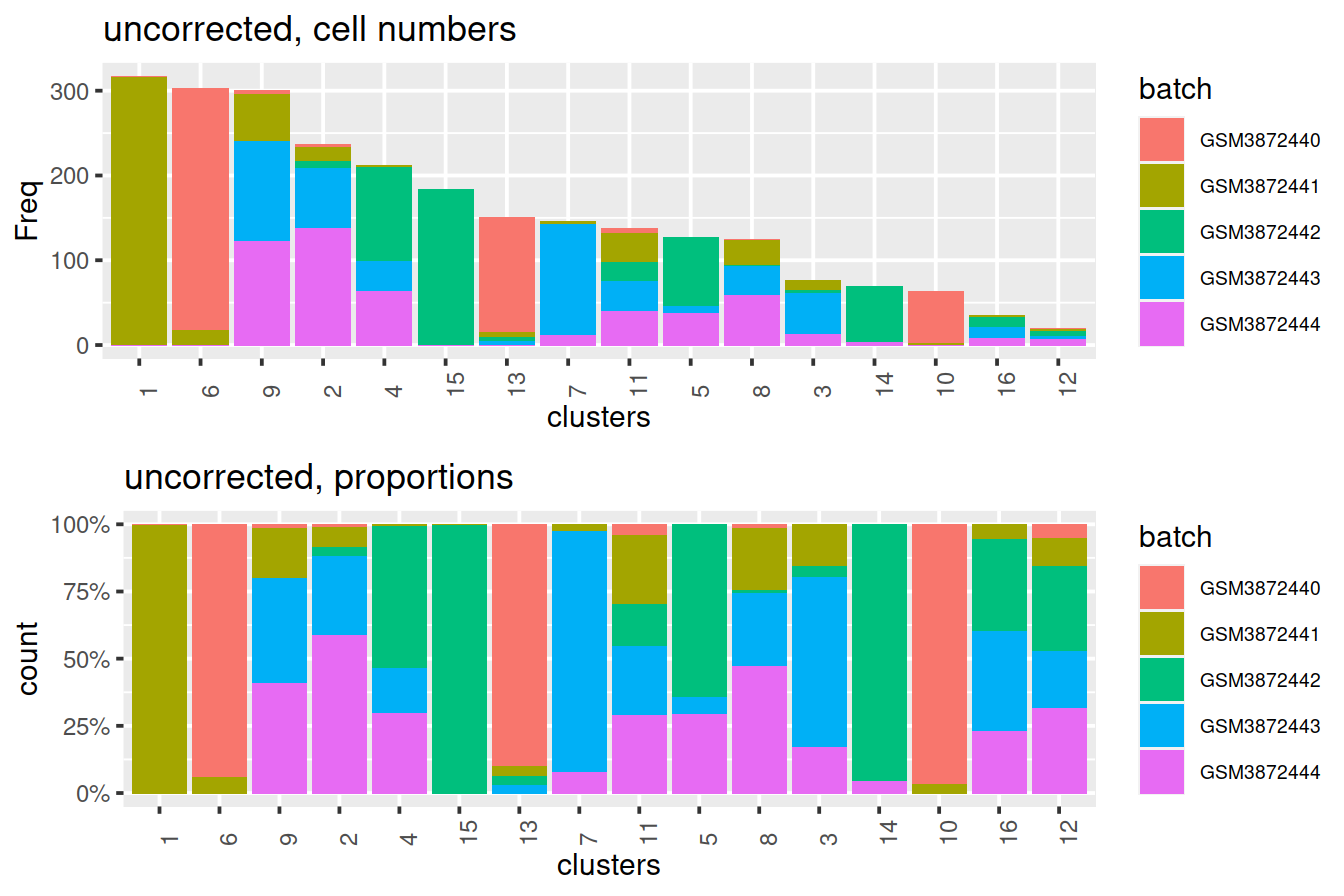 uncorrected, cell numbers
Freq
300
200
100
0
1 6 9 2 4 15 13 7 11 5 8 3 14 10 16 12
clusters
batch
GSM3872440
GSM3872441
GSM3872442
GSM3872443
GSM3872444
uncorrected, proportions
count
100%
75%
50%
25%
0%
1 6 9 2 4 15 13 7 11 5 8 3 14 10 16 12
clusters
batch
GSM3872440
GSM3872441
GSM3872442
GSM3872443
GSM3872444